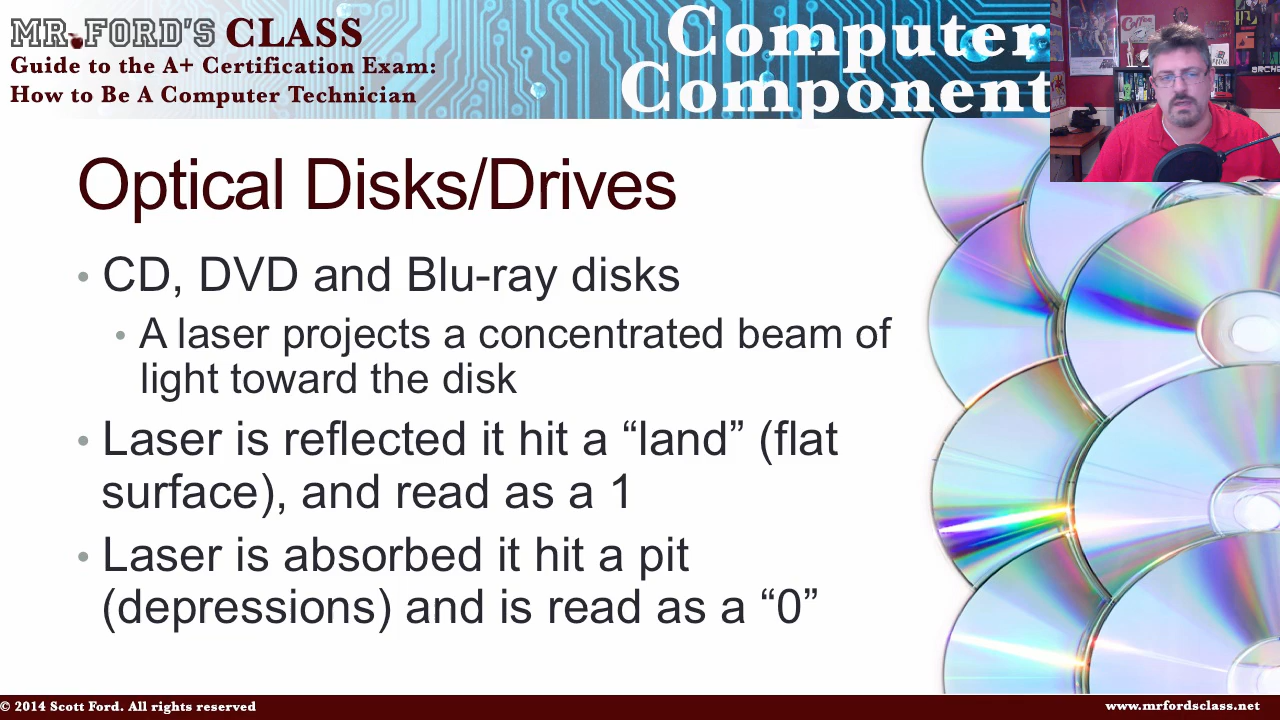 MR. FORD'S CLASS
Guide to the A+ Certification Exam:
How to Be A Computer Technician
Computer
Component
Optical Disks/Drives
• CD, DVD and Blu-ray disks
• A laser projects a concentrated beam of
light toward the disk
• Laser is reflected it hit a “land” (flat
surface), and read as a 1
• Laser is absorbed it hit a pit
(depressions) and is read as a “0”
© 2014 Scott Ford. All rights reserved
www.mrfordsclass.net